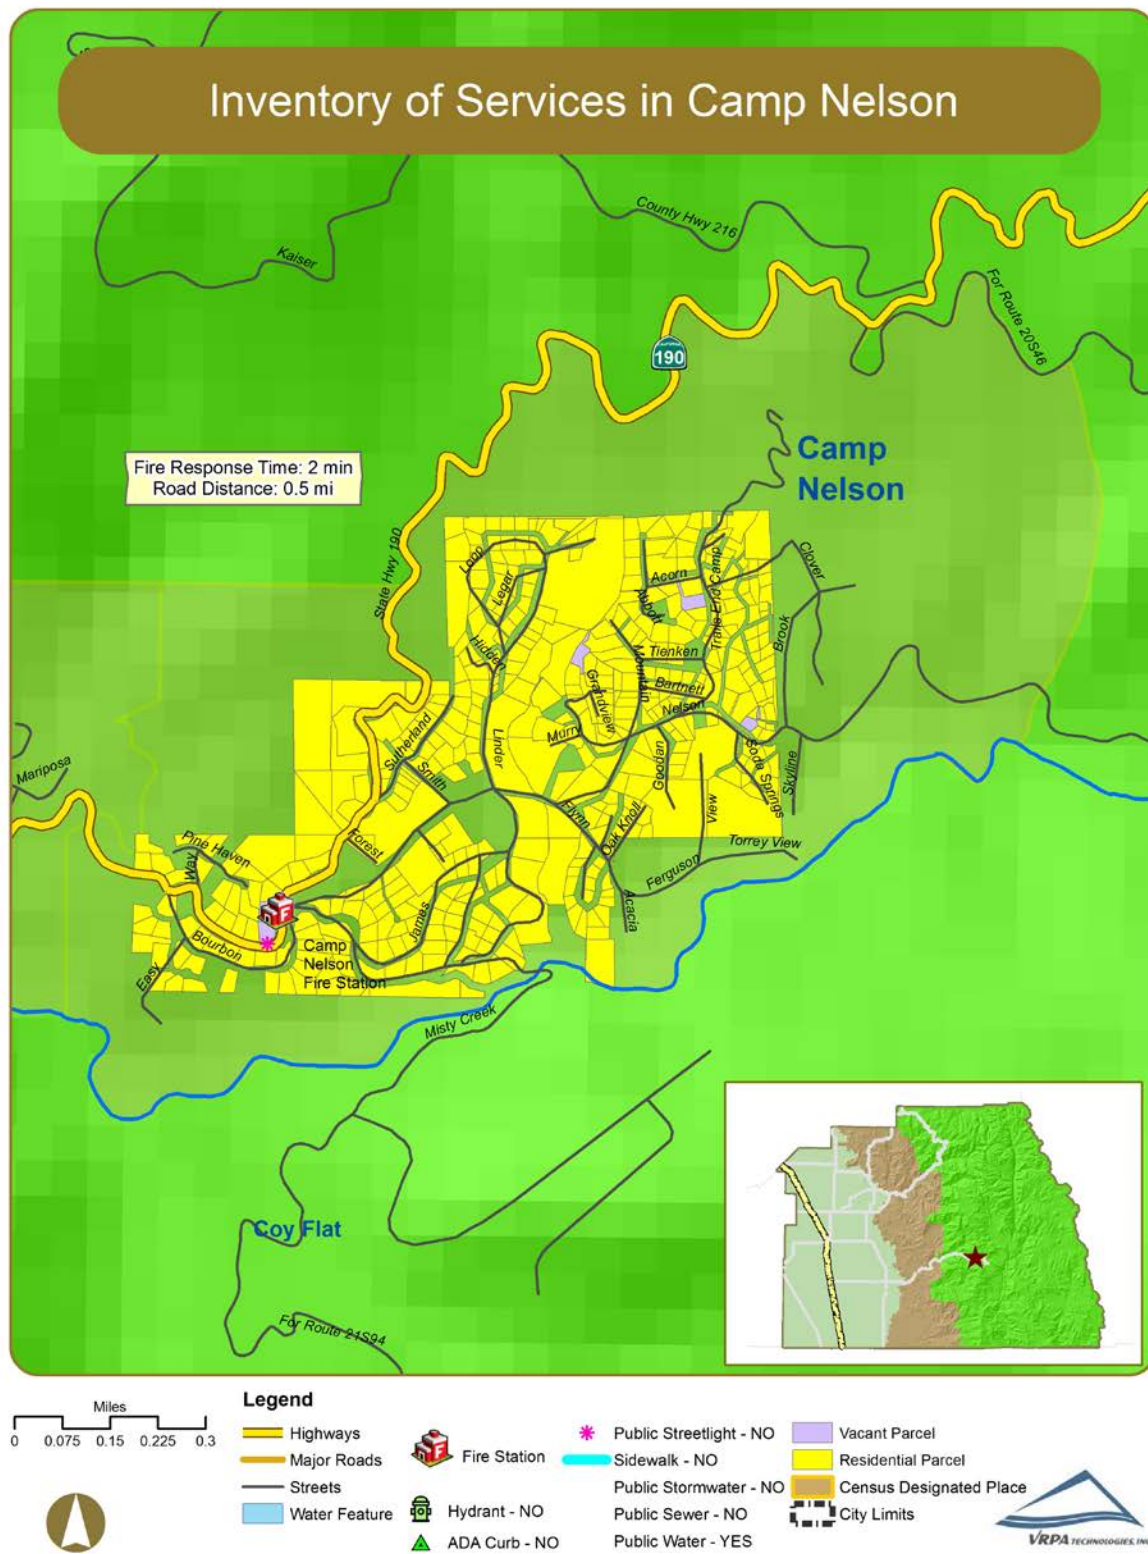 Inventory of Services in Camp Nelson
County Hwy 216
Kaiser
For Route 20S46
CALIFORNIA
190
Camp
Nelson
Fire Response Time: 2 min
Road Distance: 0.5 mi
State Hwy 190
Loop
Legar
Hidden
Acorn
Abbott
Trails End Camp
Clover
Brook
Tienken
Mountain
Bartnett
Nelson
Grandview
Murry
Sutherland
Linder
Smith
Goodan
Soda Springs
Skyline
View
Flynn
Oak Knoll
Torrey View
Ferguson
Acacia
Mariposa
Forest
Pine Haven
Way
F
James
Bourbon
Easy
Camp
Nelson
Fire Station
Misty Creek
Coy Flat
For Route 21S94
Miles
0 0.075 0.15 0.225 0.3
Legend
Highways
Major Roads
Streets
Water Feature
F
Fire Station
Hydrant - NO
ADA Curb - NO
Public Streetlight - NO
Sidewalk - NO
Public Stormwater - NO
Public Sewer - NO
Public Water - YES
Vacant Parcel
Residential Parcel
Census Designated Place
City Limits
VRPA TECHNOLOGIES, INC